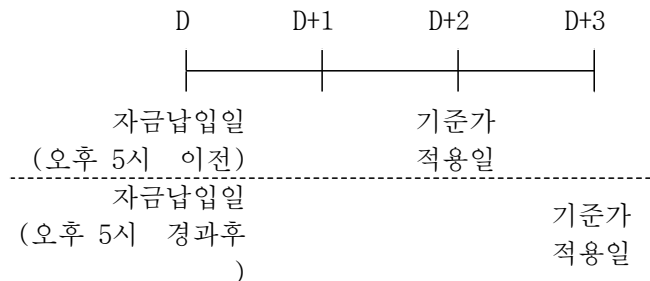 D D+1 D+2 D+3
자금납입일 기준가
(오후 5시 이전) 적용일
자금납입일
(오후 5시 경과후
)
기준가
적용일